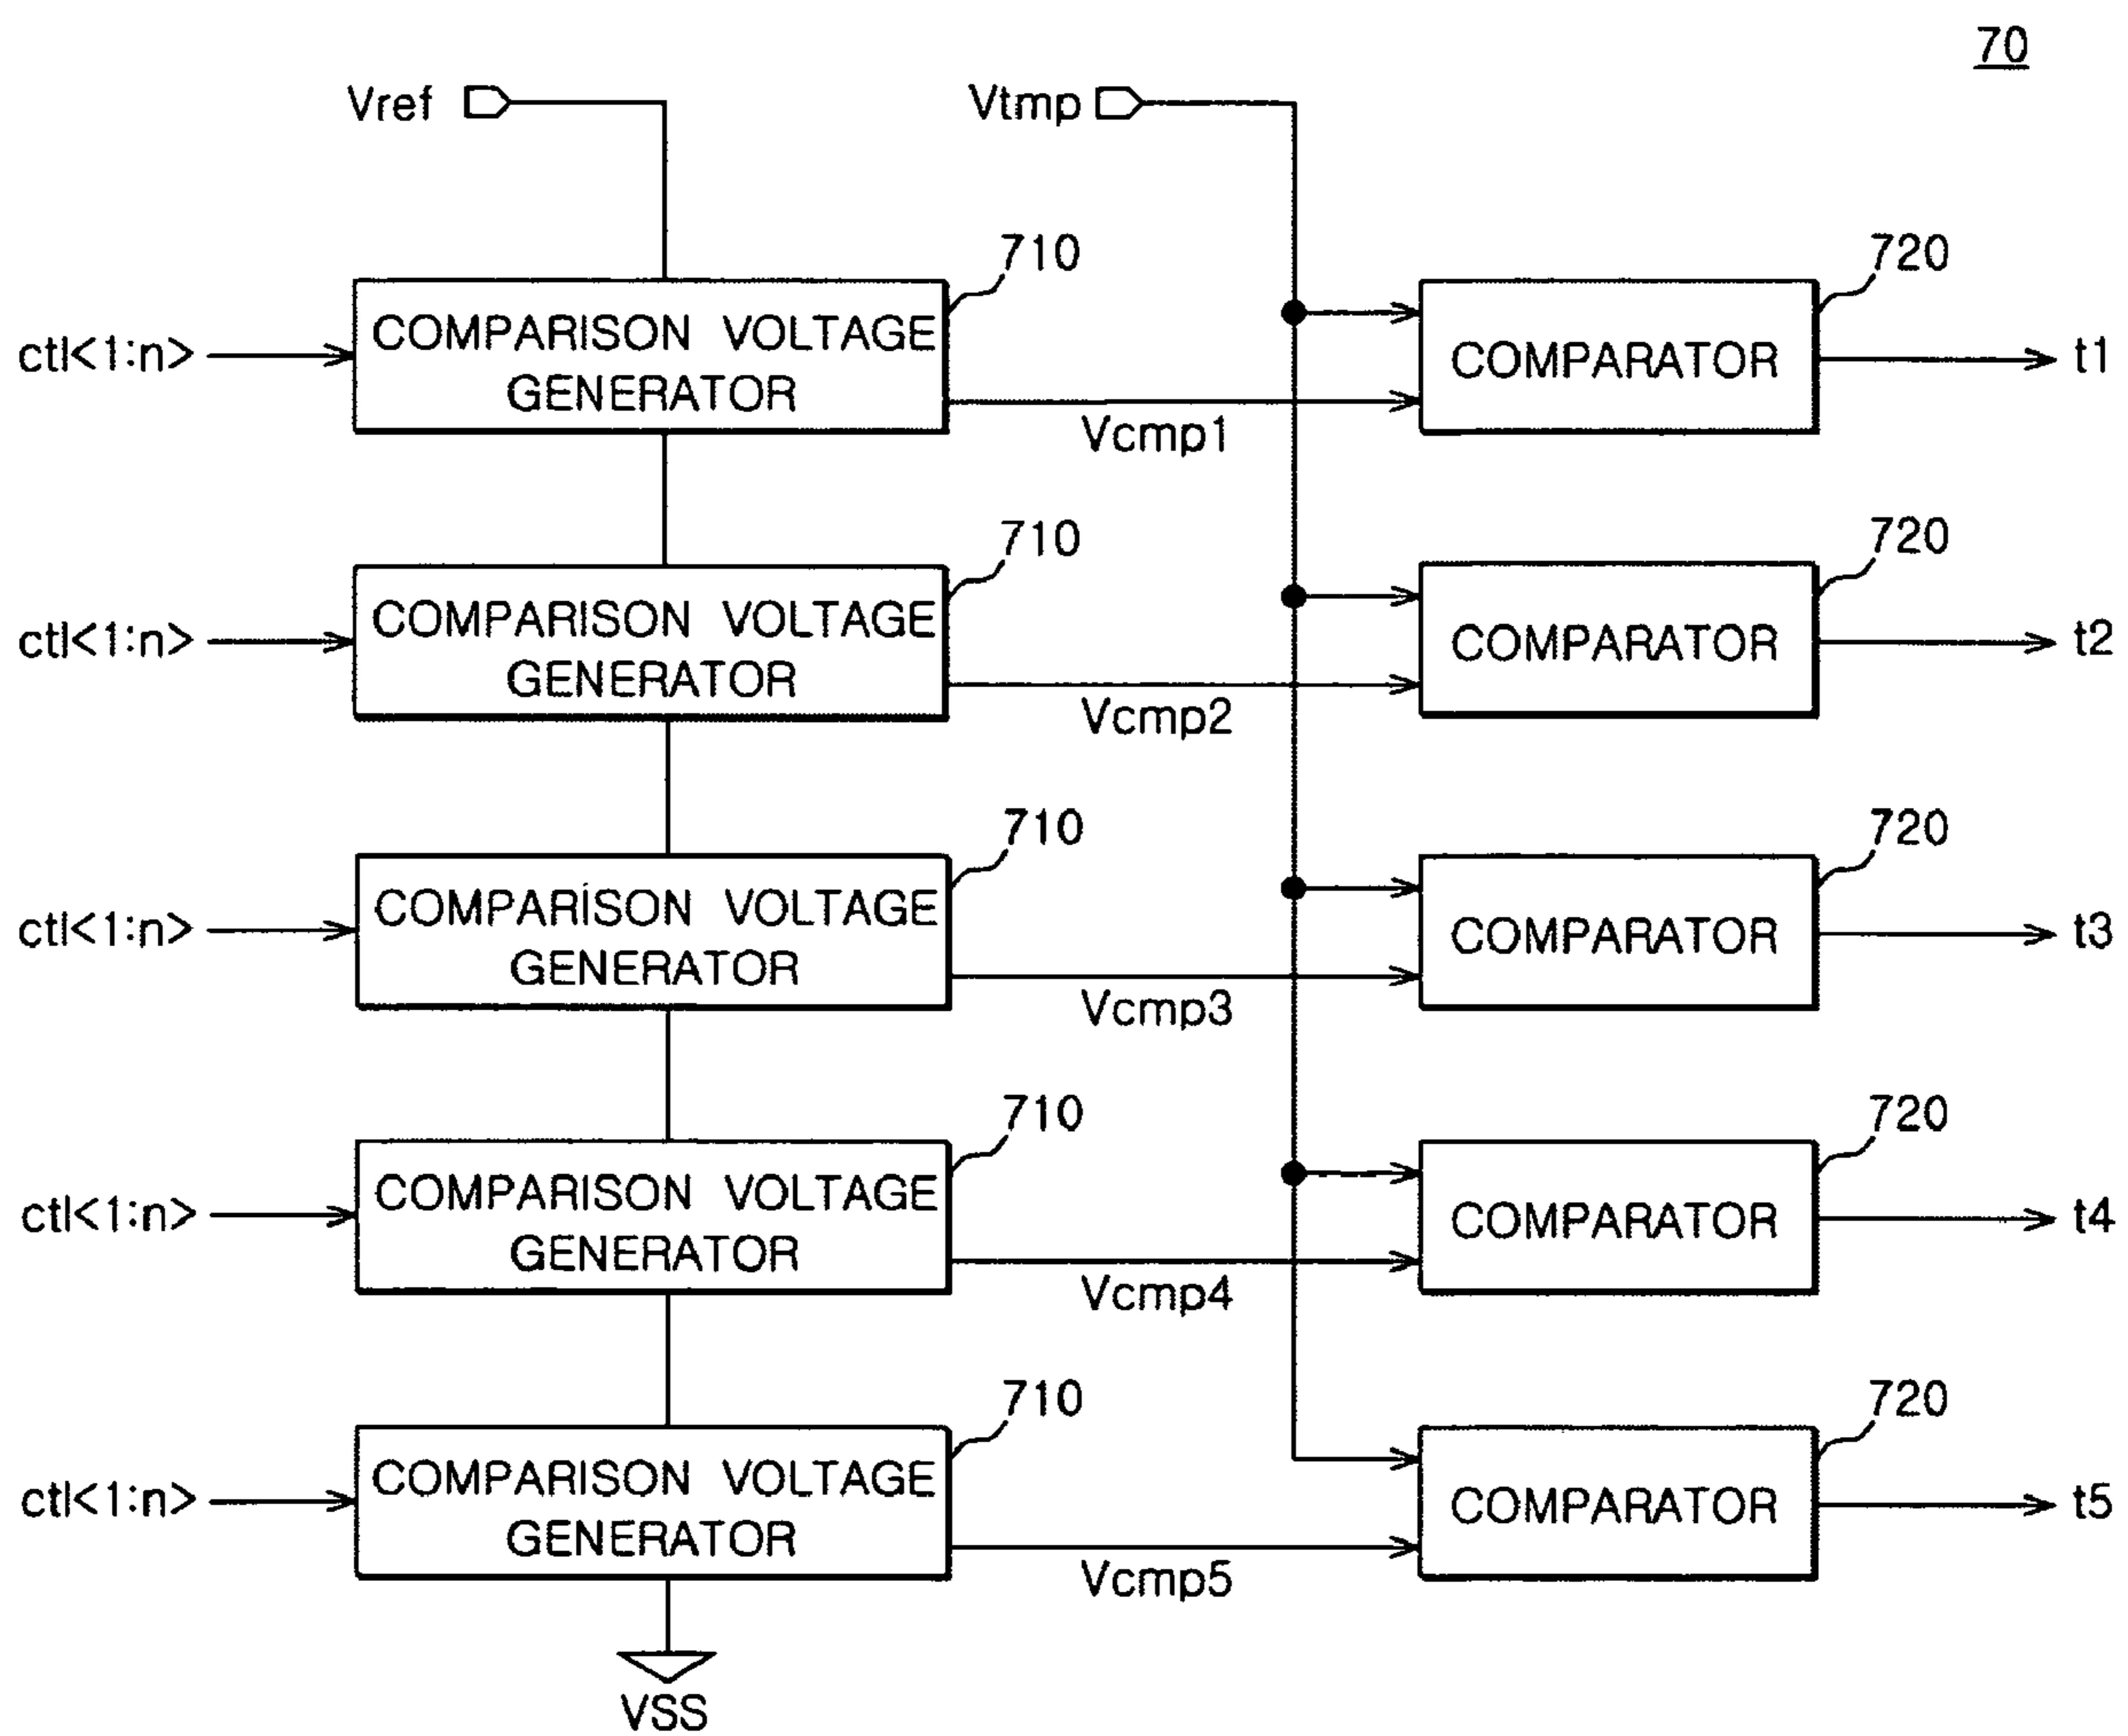 70
Vref
Vtmp
710
720
ctl<1:n>
COMPARISON VOLTAGE
GENERATOR
Vcmp1
COMPARATOR
t1
710
720
ctl<1:n>
COMPARISON VOLTAGE
GENERATOR
Vcmp2
COMPARATOR
t2
710
720
ctl<1:n>
COMPARISON VOLTAGE
GENERATOR
Vcmp3
COMPARATOR
t3
710
720
ctl<1:n>
COMPARISON VOLTAGE
GENERATOR
Vcmp4
COMPARATOR
t4
710
720
ctl<1:n>
COMPARISON VOLTAGE
GENERATOR
Vcmp5
COMPARATOR
t5
VSS